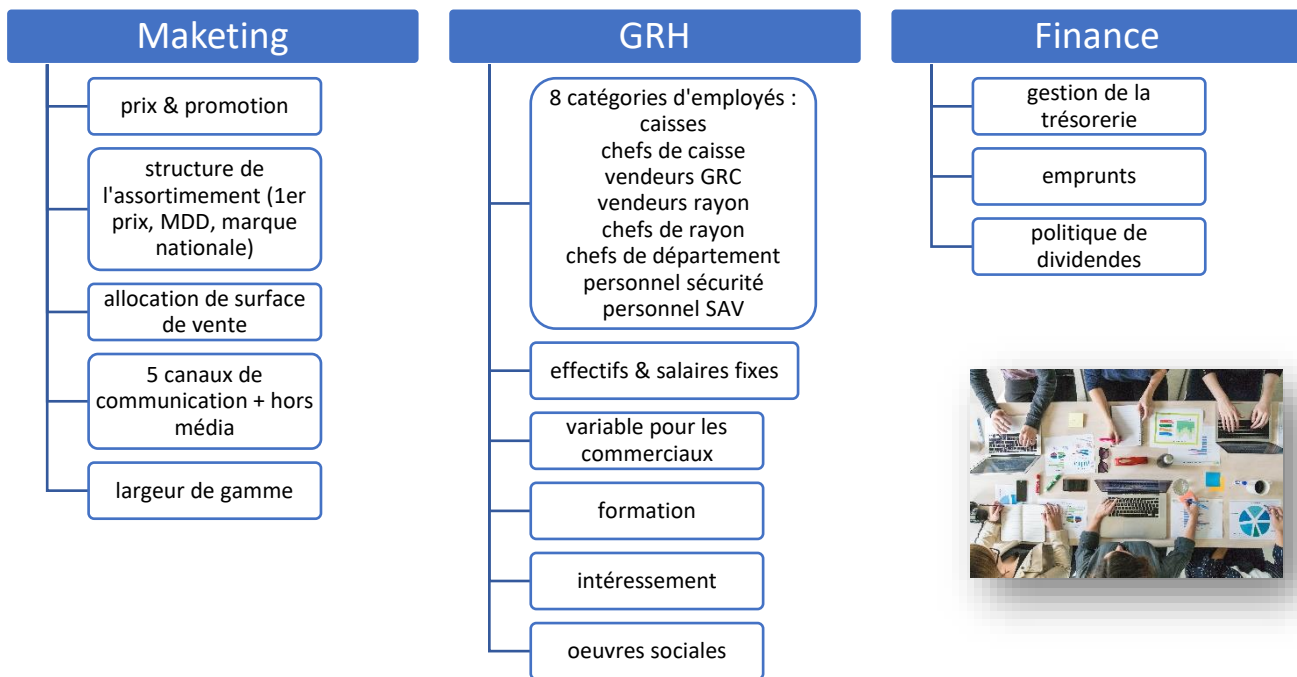 Maketing
prix & promotion
structure de
l'assortimement (1er
prix, MDD, marque
nationale)
allocation de surface
de vente
5 canaux de
communication + hors
média
largeur de gamme
GRH
8 catégories d'employés :
caisses
chefs de caisse
vendeurs GRC
vendeurs rayon
chefs de rayon
chefs de département
personnel sécurité
personnel SAV
effectifs & salaires fixes
variable pour les
commerciaux
formation
intéressement
oeuvres sociales
Finance
gestion de la
trésorerie
emprunts
politique de
dividendes